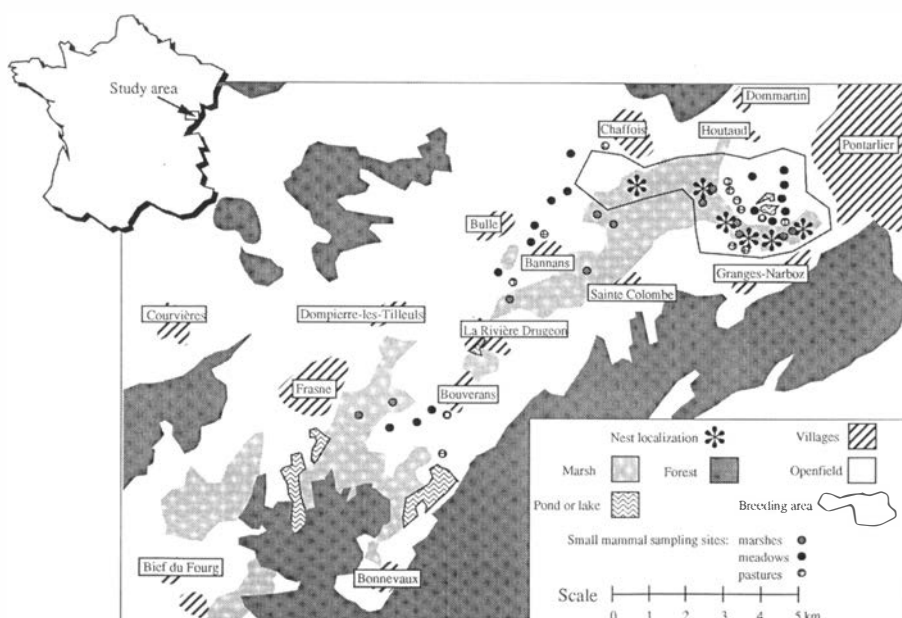 Study area
Dommartin
Chaffois
Houtaud
Pontarlier
Bulle
Bannans
Granges-Narboz
Sainte Colombe
Courvières
Dompierre-les-Tilleuls
La Rivière Drugeon
Frasne
Bouverans
Nest localization
Villages
Marsh
Forest
Openfield
Pond or lake
Breeding area
Small mammal sampling sites: marshes
meadows
pastures
Bief du Fourg
Bonnevaux
Scale
0 1 2 3 4 5 km